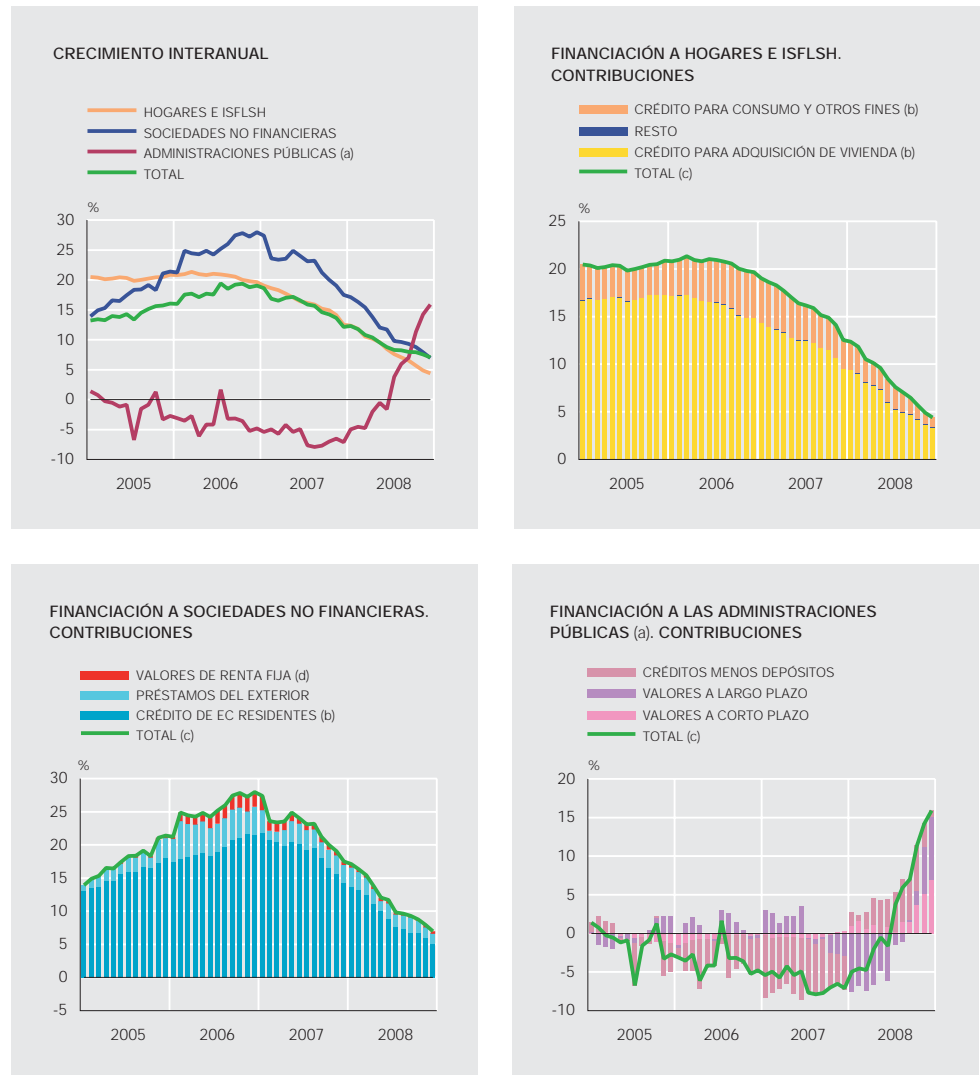 CRECIMIENTO INTERANUAL
HOGARES E ISFLSH
SOCIEDADES NO FINANCIERAS
ADMINISTRACIONES PÚBLICAS (a)
TOTAL
%
30
25
20
15
10
5
0
-5
-10
2005 2006 2007 2008
FINANCIACIÓN A HOGARES E ISFLSH.
CONTRIBUCIONES
CRÉDITO PARA CONSUMO Y OTROS FINES (b)
RESTO
CRÉDITO PARA ADQUISICIÓN DE VIVIENDA (b)
TOTAL (c)
%
25
20
15
10
5
0
2005 2006 2007 2008
FINANCIACIÓN A SOCIEDADES NO FINANCIERAS.
CONTRIBUCIONES
VALORES DE RENTA FIJA (d)
PRÉSTAMOS DEL EXTERIOR
CRÉDITO DE EC RESIDENTES (b)
TOTAL (c)
%
30
25
20
15
10
5
0
-5
2005 2006 2007 2008
FINANCIACIÓN A LAS ADMINISTRACIONES
PÚBLICAS (a). CONTRIBUCIONES
CRÉDITOS MENOS DEPÓSITOS
VALORES A LARGO PLAZO
VALORES A CORTO PLAZO
TOTAL (c)
%
20
15
10
5
0
-5
-10
2005 2006 2007 2008